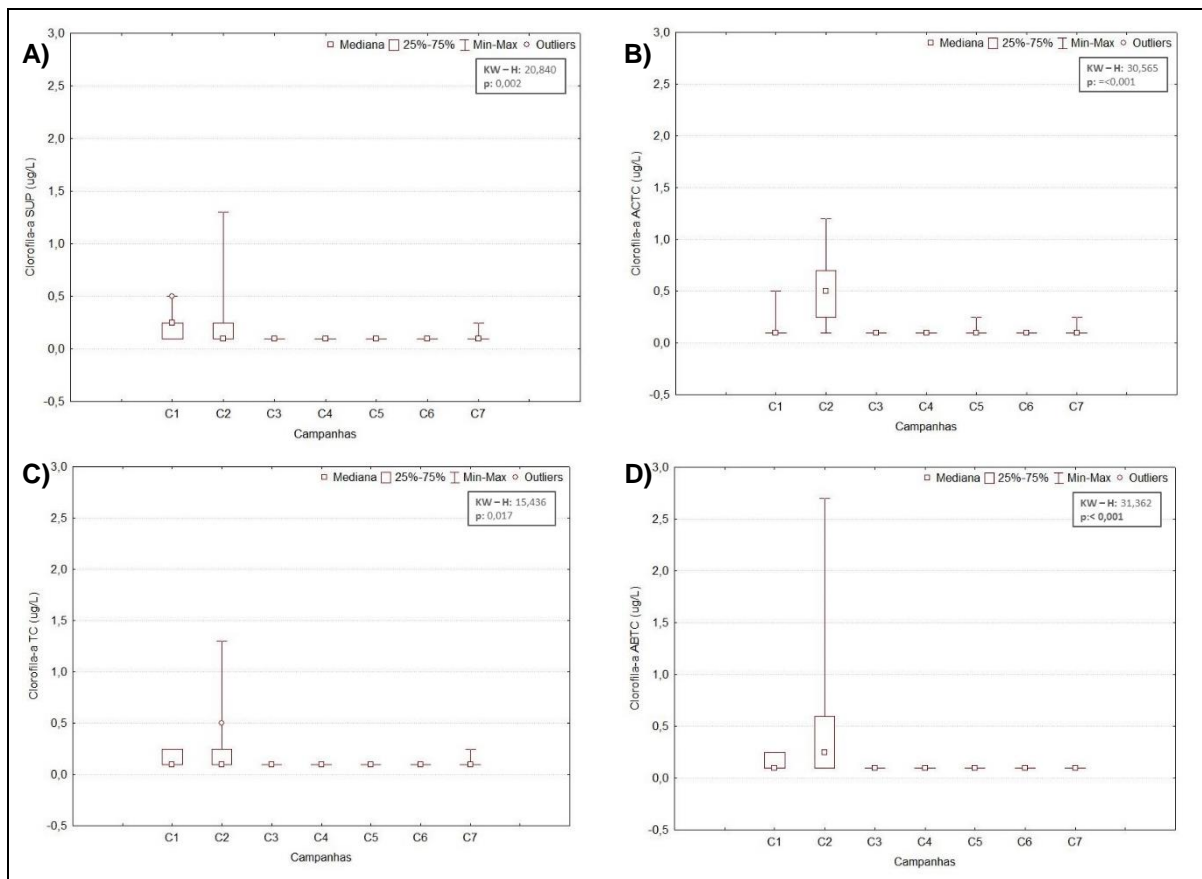 A)
3,0
Mediana 25%-75% Min-Max Outliers
KW – H: 20,840
p: 0,002
2,5
2,0
1,5
1,0
0,5
0,0
-0,5
Clorofila-a SUP (ug/L)
C1 C2 C3 C4 C5 C6 C7
Campanhas
B)
3,0
Mediana 25%-75% Min-Max Outliers
KW – H: 30,565
p: =<0,001
2,5
2,0
1,5
1,0
0,5
0,0
-0,5
Clorofila-a ACTC (ug/L)
C1 C2 C3 C4 C5 C6 C7
Campanhas
C)
3,0
Mediana 25%-75% Min-Max Outliers
KW – H: 15,436
p: 0,017
2,5
2,0
1,5
1,0
0,5
0,0
-0,5
Clorofila-a TC (ug/L)
C1 C2 C3 C4 C5 C6 C7
Campanhas
D)
3,0
Mediana 25%-75% Min-Max Outliers
KW – H: 31,362
p:< 0,001
2,5
2,0
1,5
1,0
0,5
0,0
-0,5
Clorofila-a ABTC (ug/L)
C1 C2 C3 C4 C5 C6 C7
Campanhas